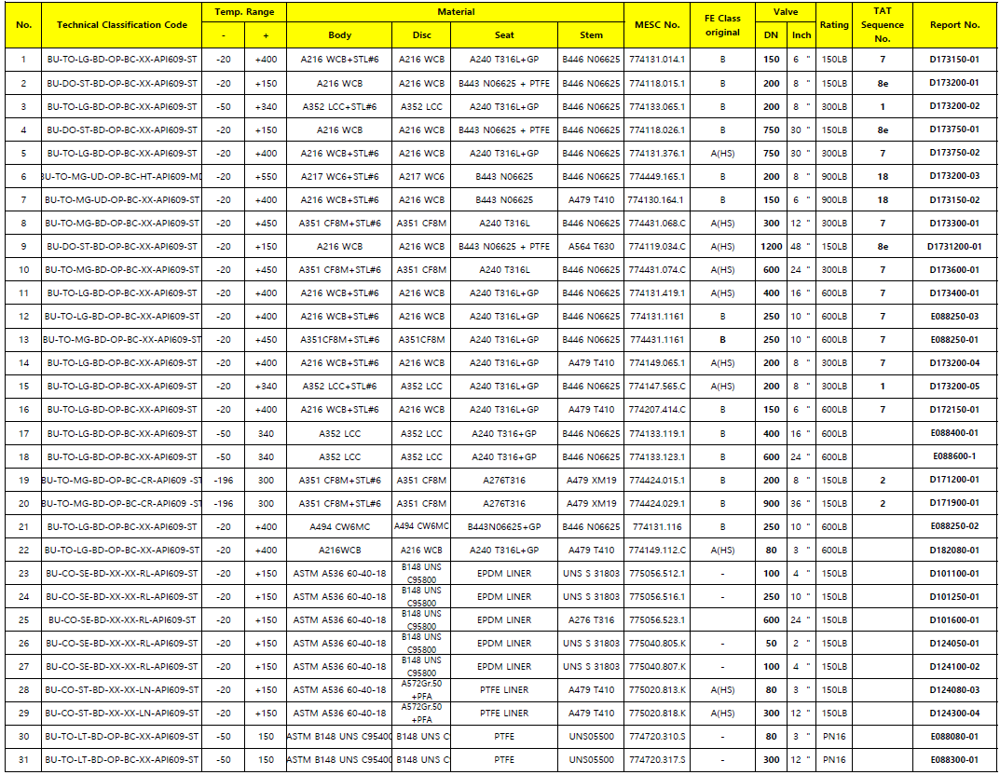 No. Technical Classification Code Temp. Range Material MESC No. FE Class original Valve Rating TAT Sequence No. Report No.
- + Body Disc Seat Stem DN Inch
1 BU-TO-LG-BD-OP-BC-XX-API609-ST -20 +400 A216 WCB+STL#6 A216 WCB A240 T316L+GP B446 N06625 774131.014.1 B 150 6 " 150LB 7 D173150-01
2 BU-DO-ST-BD-OP-BC-XX-API609-ST -20 +150 A216 WCB A216 WCB B443 N06625 + PTFE B446 N06625 774118.015.1 B 200 8 " 150LB 8e D173200-01
3 BU-TO-LG-BD-OP-BC-XX-API609-ST -50 +340 A352 LCC+STL#6 A352 LCC A240 T316L+GP B446 N06625 774133.065.1 B 200 8 " 300LB 1 D173200-02
4 BU-DO-ST-BD-OP-BC-XX-API609-ST -20 +150 A216 WCB A216 WCB B443 N06625 + PTFE B446 N06625 774118.026.1 B 750 30 " 150LB 8e D173750-01
5 BU-TO-LG-BD-OP-BC-XX-API609-ST -20 +400 A216 WCB+STL#6 A216 WCB A240 T316L+GP B446 N06625 774131.376.1 A(HS) 750 30 " 300LB 7 D173750-02
6 BU-TO-MG-UD-OP-BC-HT-API609-MD -20 +550 A217 WC6+STL#6 A217 WC6 B443 N06625 B446 N06625 774449.165.1 B 200 8 " 900LB 18 D173200-03
7 BU-TO-MG-UD-OP-BC-XX-API609-ST -20 +400 A216 WCB+STL#6 A216 WCB B443 N06625 A479 T410 774130.164.1 B 150 6 " 900LB 18 D173150-02
8 BU-TO-MG-BD-OP-BC-XX-API609-ST -20 +450 A351 CF8M+STL#6 A351 CF8M A240 T316L B446 N06625 774431.068.C A(HS) 300 12 " 300LB 7 D173300-01
9 BU-DO-ST-BD-OP-BC-XX-API609-ST -20 +150 A216 WCB A216 WCB B443 N06625 + PTFE A564 T630 774119.034.C A(HS) 1200 48 " 150LB 8e D1731200-01
10 BU-TO-MG-BD-OP-BC-XX-API609-ST -20 +450 A351 CF8M+STL#6 A351 CF8M A240 T316L B446 N06625 774431.074.C A(HS) 600 24 " 300LB 7 D173600-01
11 BU-TO-LG-BD-OP-BC-XX-API609-ST -20 +400 A216 WCB+STL#6 A216 WCB A240 T316L+GP B446 N06625 774131.419.1 A(HS) 400 16 " 600LB 7 D173400-01
12 BU-TO-LG-BD-OP-BC-XX-API609-ST -20 +400 A216 WCB+STL#6 A216 WCB A240 T316L+GP B446 N06625 774131.1161 B 250 10 " 600LB 7 E088250-03
13 BU-TO-MG-BD-OP-BC-XX-API609-ST -20 +450 A351CF8M+STL#6 A351CF8M A240 T316L+GP B446 N06625 774431.1161 B 250 10 " 600LB 7 E088250-01
14 BU-TO-LG-BD-OP-BC-XX-API609-ST -20 +400 A216 WCB+STL#6 A216 WCB A240 T316L+GP A479 T410 774149.065.1 A(HS) 200 8 " 300LB 7 D173200-04
15 BU-TO-LG-BD-OP-BC-XX-API609-ST -20 +340 A352 LCC+STL#6 A352 LCC A240 T316L+GP B446 N06625 774147.565.C A(HS) 200 8 " 300LB 1 D173200-05
16 BU-TO-LG-BD-OP-BC-XX-API609-ST -20 +400 A216 WCB+STL#6 A216 WCB A240 T316L+GP A479 T410 774207.414.C B 150 6 " 600LB 7 D172150-01
17 BU-TO-LG-BD-OP-BC-XX-API609-ST -50 340 A352 LCC A352 LCC A240 T316+GP B446 N06625 774133.119.1 B 400 16 " 600LB E088400-01
18 BU-TO-LG-BD-OP-BC-XX-API609-ST -50 340 A352 LCC A352 LCC A240 T316+GP B446 N06625 774133.123.1 B 600 24 " 600LB E088600-1
19 BU-TO-MG-BD-OP-BC-CR-API609 -ST -196 300 A351 CF8M+STL#6 A351 CF8M A276T316 A479 XM19 774424.015.1 B 200 8 " 150LB 2 D171200-01
20 BU-TO-MG-BD-OP-BC-CR-API609 -ST -196 300 A351 CF8M+STL#6 A351 CF8M A276T316 A479 XM19 774424.029.1 B 900 36 " 150LB 2 D171900-01
21 BU-TO-LG-BD-OP-BC-XX-API609-ST -20 +400 A494 CW6MC A494 CW6MC B443N06625+GP B446 N06625 774131.116 B 250 10 " 600LB E088250-02
22 BU-TO-LG-BD-OP-BC-XX-API609-ST -20 +400 A216WCB A216 WCB A240 T316L+GP A479 T410 774149.112.C A(HS) 80 3 " 600LB D182080-01
23 BU-CO-SE-BD-XX-XX-RL-API609-ST -20 +150 ASTM A536 60-40-18 B148 UNS C95800 EPDM LINER UNS S 31803 775056.512.1 - 100 4 " 150LB D101100-01
24 BU-CO-SE-BD-XX-XX-RL-API609-ST -20 +150 ASTM A536 60-40-18 B148 UNS C95800 EPDM LINER UNS S 31803 775056.516.1 - 250 10 " 150LB D101250-01
25 BU-CO-SE-BD-XX-XX-RL-API609-ST -20 +150 ASTM A536 60-40-18 B148 UNS C95800 EPDM LINER A276 T316 775056.523.1 - 600 24 " 150LB D101600-01
26 BU-CO-SE-BD-XX-XX-RL-API609-ST -20 +150 ASTM A536 60-40-18 B148 UNS C95800 EPDM LINER UNS S 31803 775040.805.K - 50 2 " 150LB D124050-01
27 BU-CO-SE-BD-XX-XX-RL-API609-ST -20 +150 ASTM A536 60-40-18 B148 UNS C95800 EPDM LINER UNS S 31803 775040.807.K - 100 4 " 150LB D124100-02
28 BU-CO-ST-BD-XX-XX-LN-API609-ST -20 +150 ASTM A536 60-40-18 A572Gr.50 +PFA PTFE LINER A479 T410 775020.813.K A(HS) 80 3 " 150LB D124080-03
29 BU-CO-ST-BD-XX-XX-LN-API609-ST -20 +150 ASTM A536 60-40-18 A572Gr.50 +PFA PTFE LINER A479 T410 775020.818.K A(HS) 300 12 " 150LB D124300-04
30 BU-TO-LT-BD-OP-BC-XX-API609-ST -50 150 ASTM B148 UNS C95400 B148 UNS C PTFE UNS05500 774720.310.S - 80 3 " PN16 E088080-01
31 BU-TO-LT-BD-OP-BC-XX-API609-ST -50 150 ASTM B148 UNS C95400 B148 UNS C PTFE UNS05500 774720.317.S - 300 12 " PN16 E088300-01